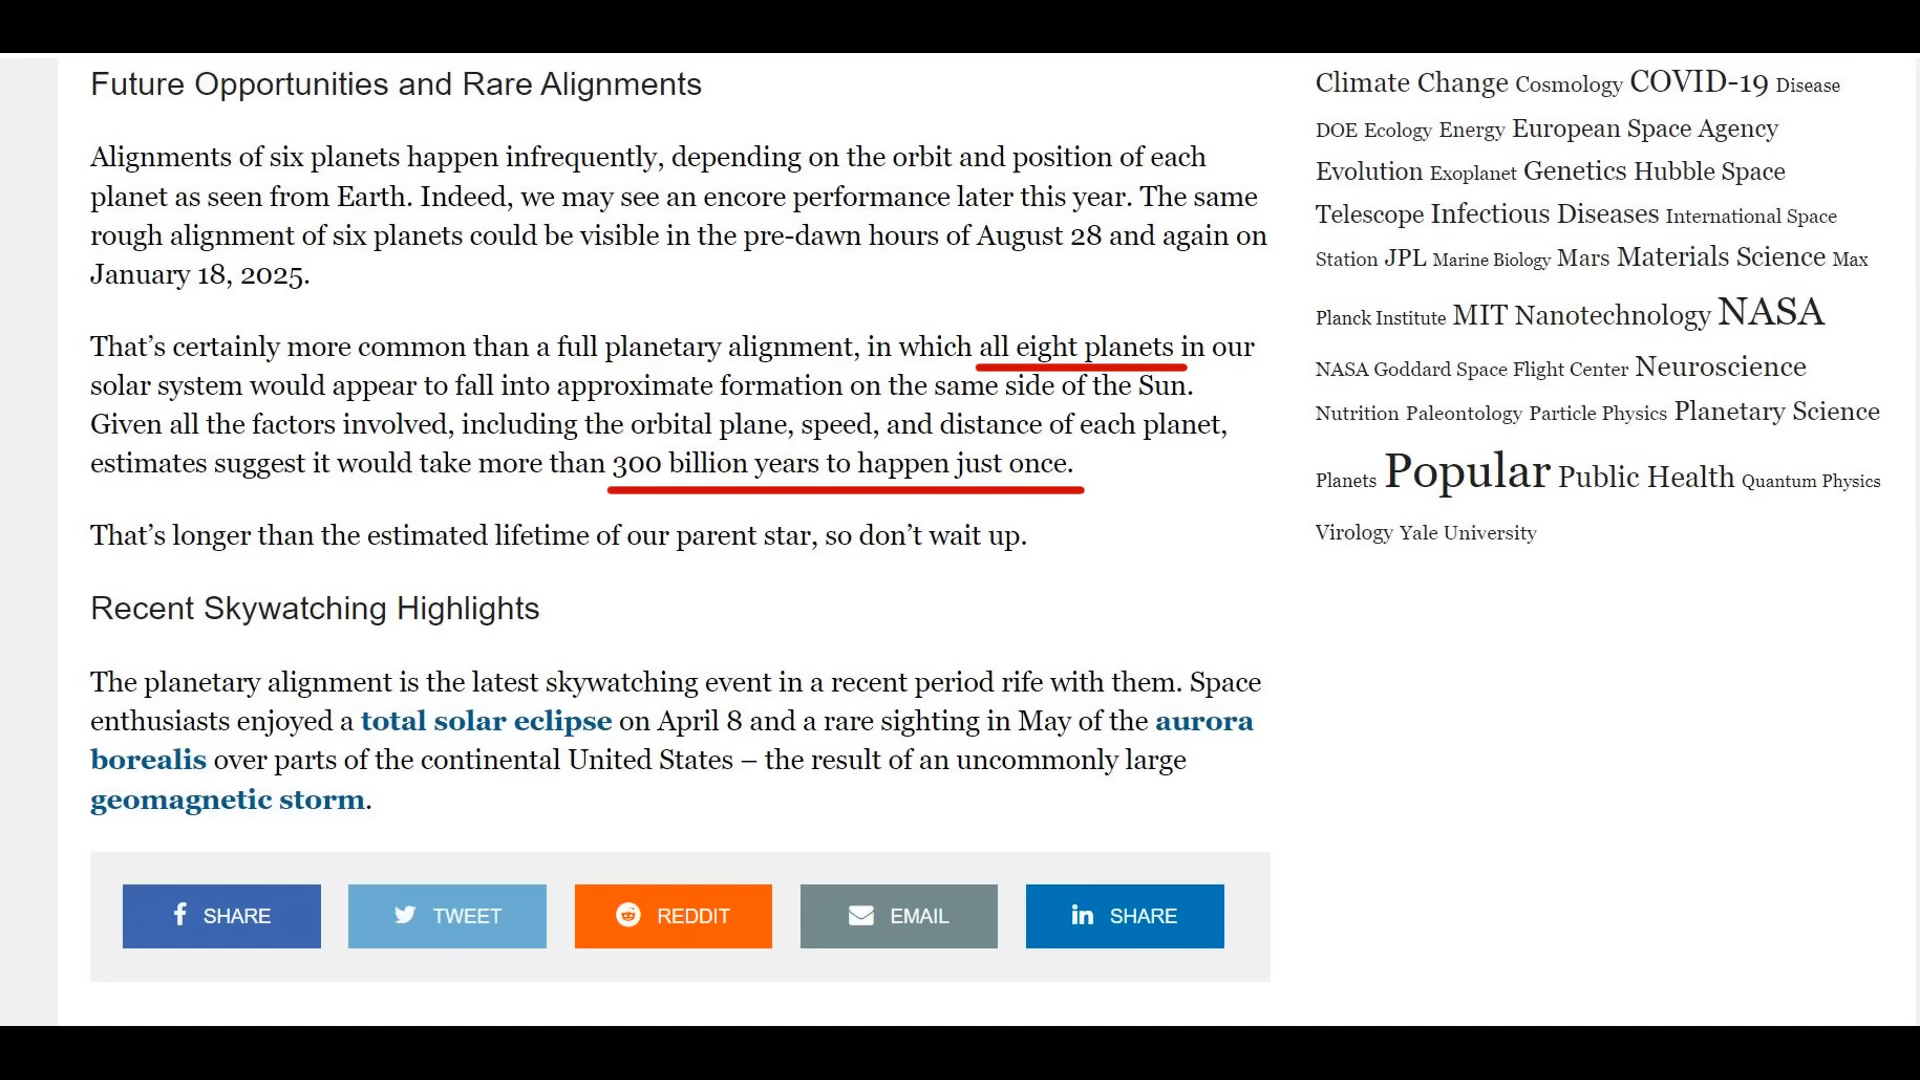 Future Opportunities and Rare Alignments
Alignments of six planets happen infrequently, depending on the orbit and position of each
planet as seen from Earth. Indeed, we may see an encore performance later this year. The same
rough alignment of six planets could be visible in the pre-dawn hours of August 28 and again on
January 18, 2025.
That’s certainly more common than a full planetary alignment, in which all eight planets in our
solar system would appear to fall into approximate formation on the same side of the Sun.
Given all the factors involved, including the orbital plane, speed, and distance of each planet,
estimates suggest it would take more than 300 billion years to happen just once.
That’s longer than the estimated lifetime of our parent star, so don’t wait up.
Recent Skywatching Highlights
The planetary alignment is the latest skywatching event in a recent period rife with them. Space
enthusiasts enjoyed a total solar eclipse on April 8 and a rare sighting in May of the aurora
borealis over parts of the continental United States – the result of an uncommonly large
geomagnetic storm.
SHARE
TWEET
REDDIT
EMAIL
SHARE
Climate Change Cosmology COVID-19 Disease
DOE Ecology Energy European Space Agency
Evolution Exoplanet Genetics Hubble Space
Telescope Infectious Diseases International Space
Station JPL Marine Biology Mars Materials Science Max
Planck Institute MIT Nanotechnology NASA
NASA Goddard Space Flight Center Neuroscience
Nutrition Paleontology Particle Physics Planetary Science
Planets Popular Public Health Quantum Physics
Virology Yale University